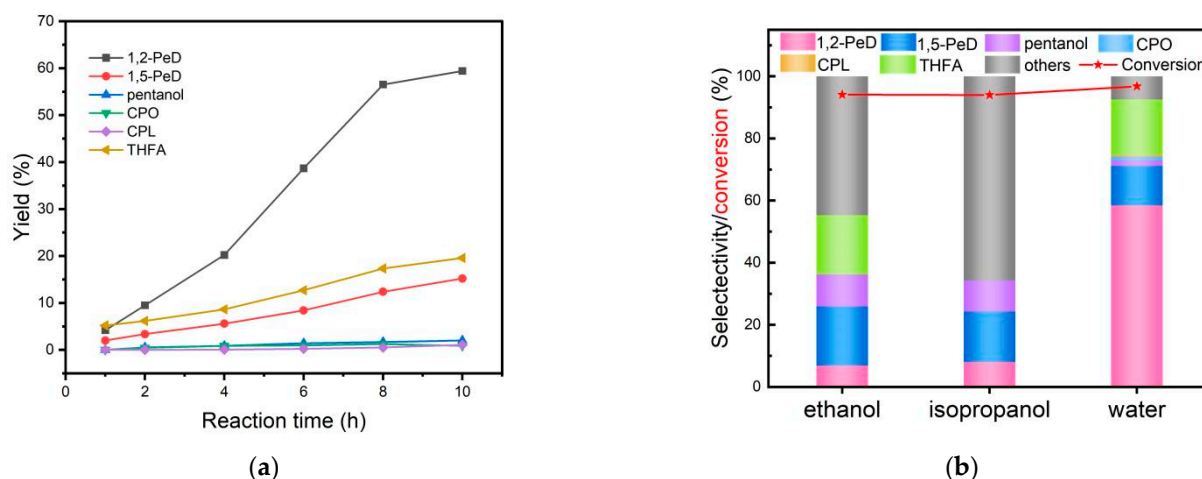 70
60
50
40
30
20
10
0
Yield (%)
1,2-PeD
1,5-PeD
pentanol
CPO
CPL
THFA
0 2 4 6 8 10
Reaction time (h)
(a)
1,2-PeD 1,5-PeD pentanol CPO
CPL THFA others Conversion
100
80
60
40
20
0
Selectectivity/conversion (%)
ethanol isopropanol water
(b)